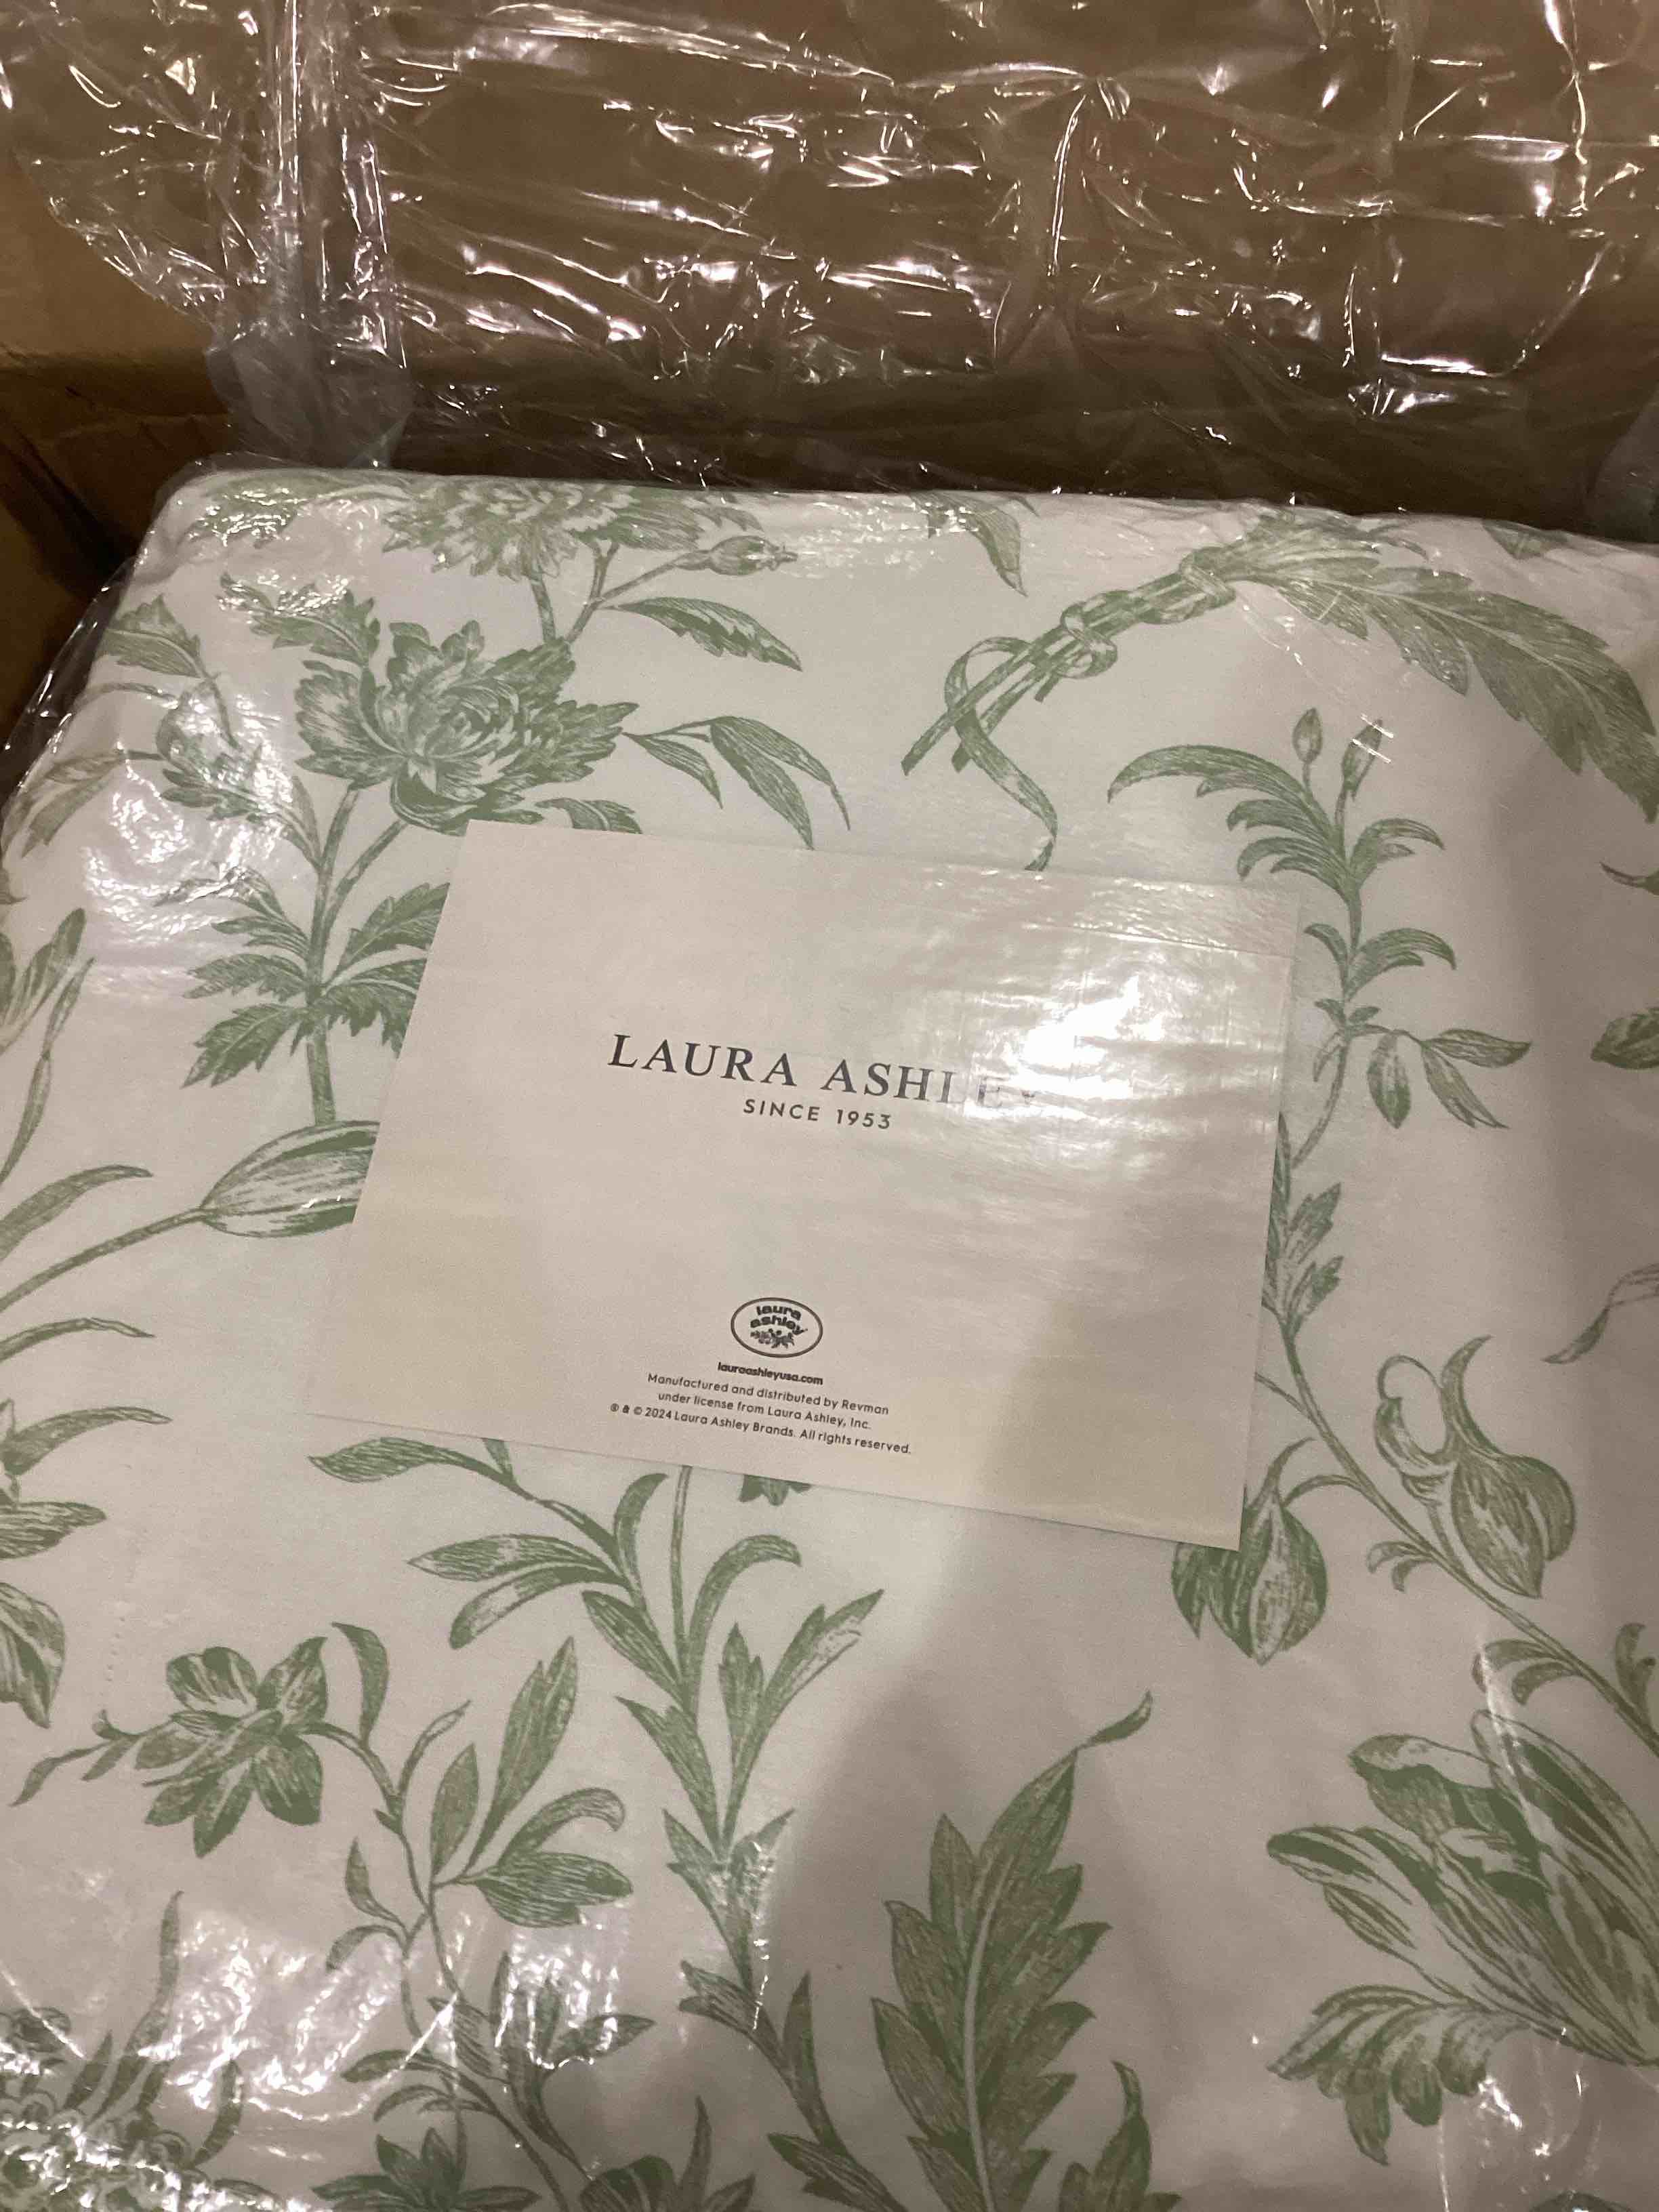 LAURA ASHLEY
SINCE 1953
laura
ashley
lauraashleyusa.com
Manufactured and distributed by Revman
under license from Laura Ashley, Inc.
® & © 2024 Laura Ashley Brands. All rights reserved.